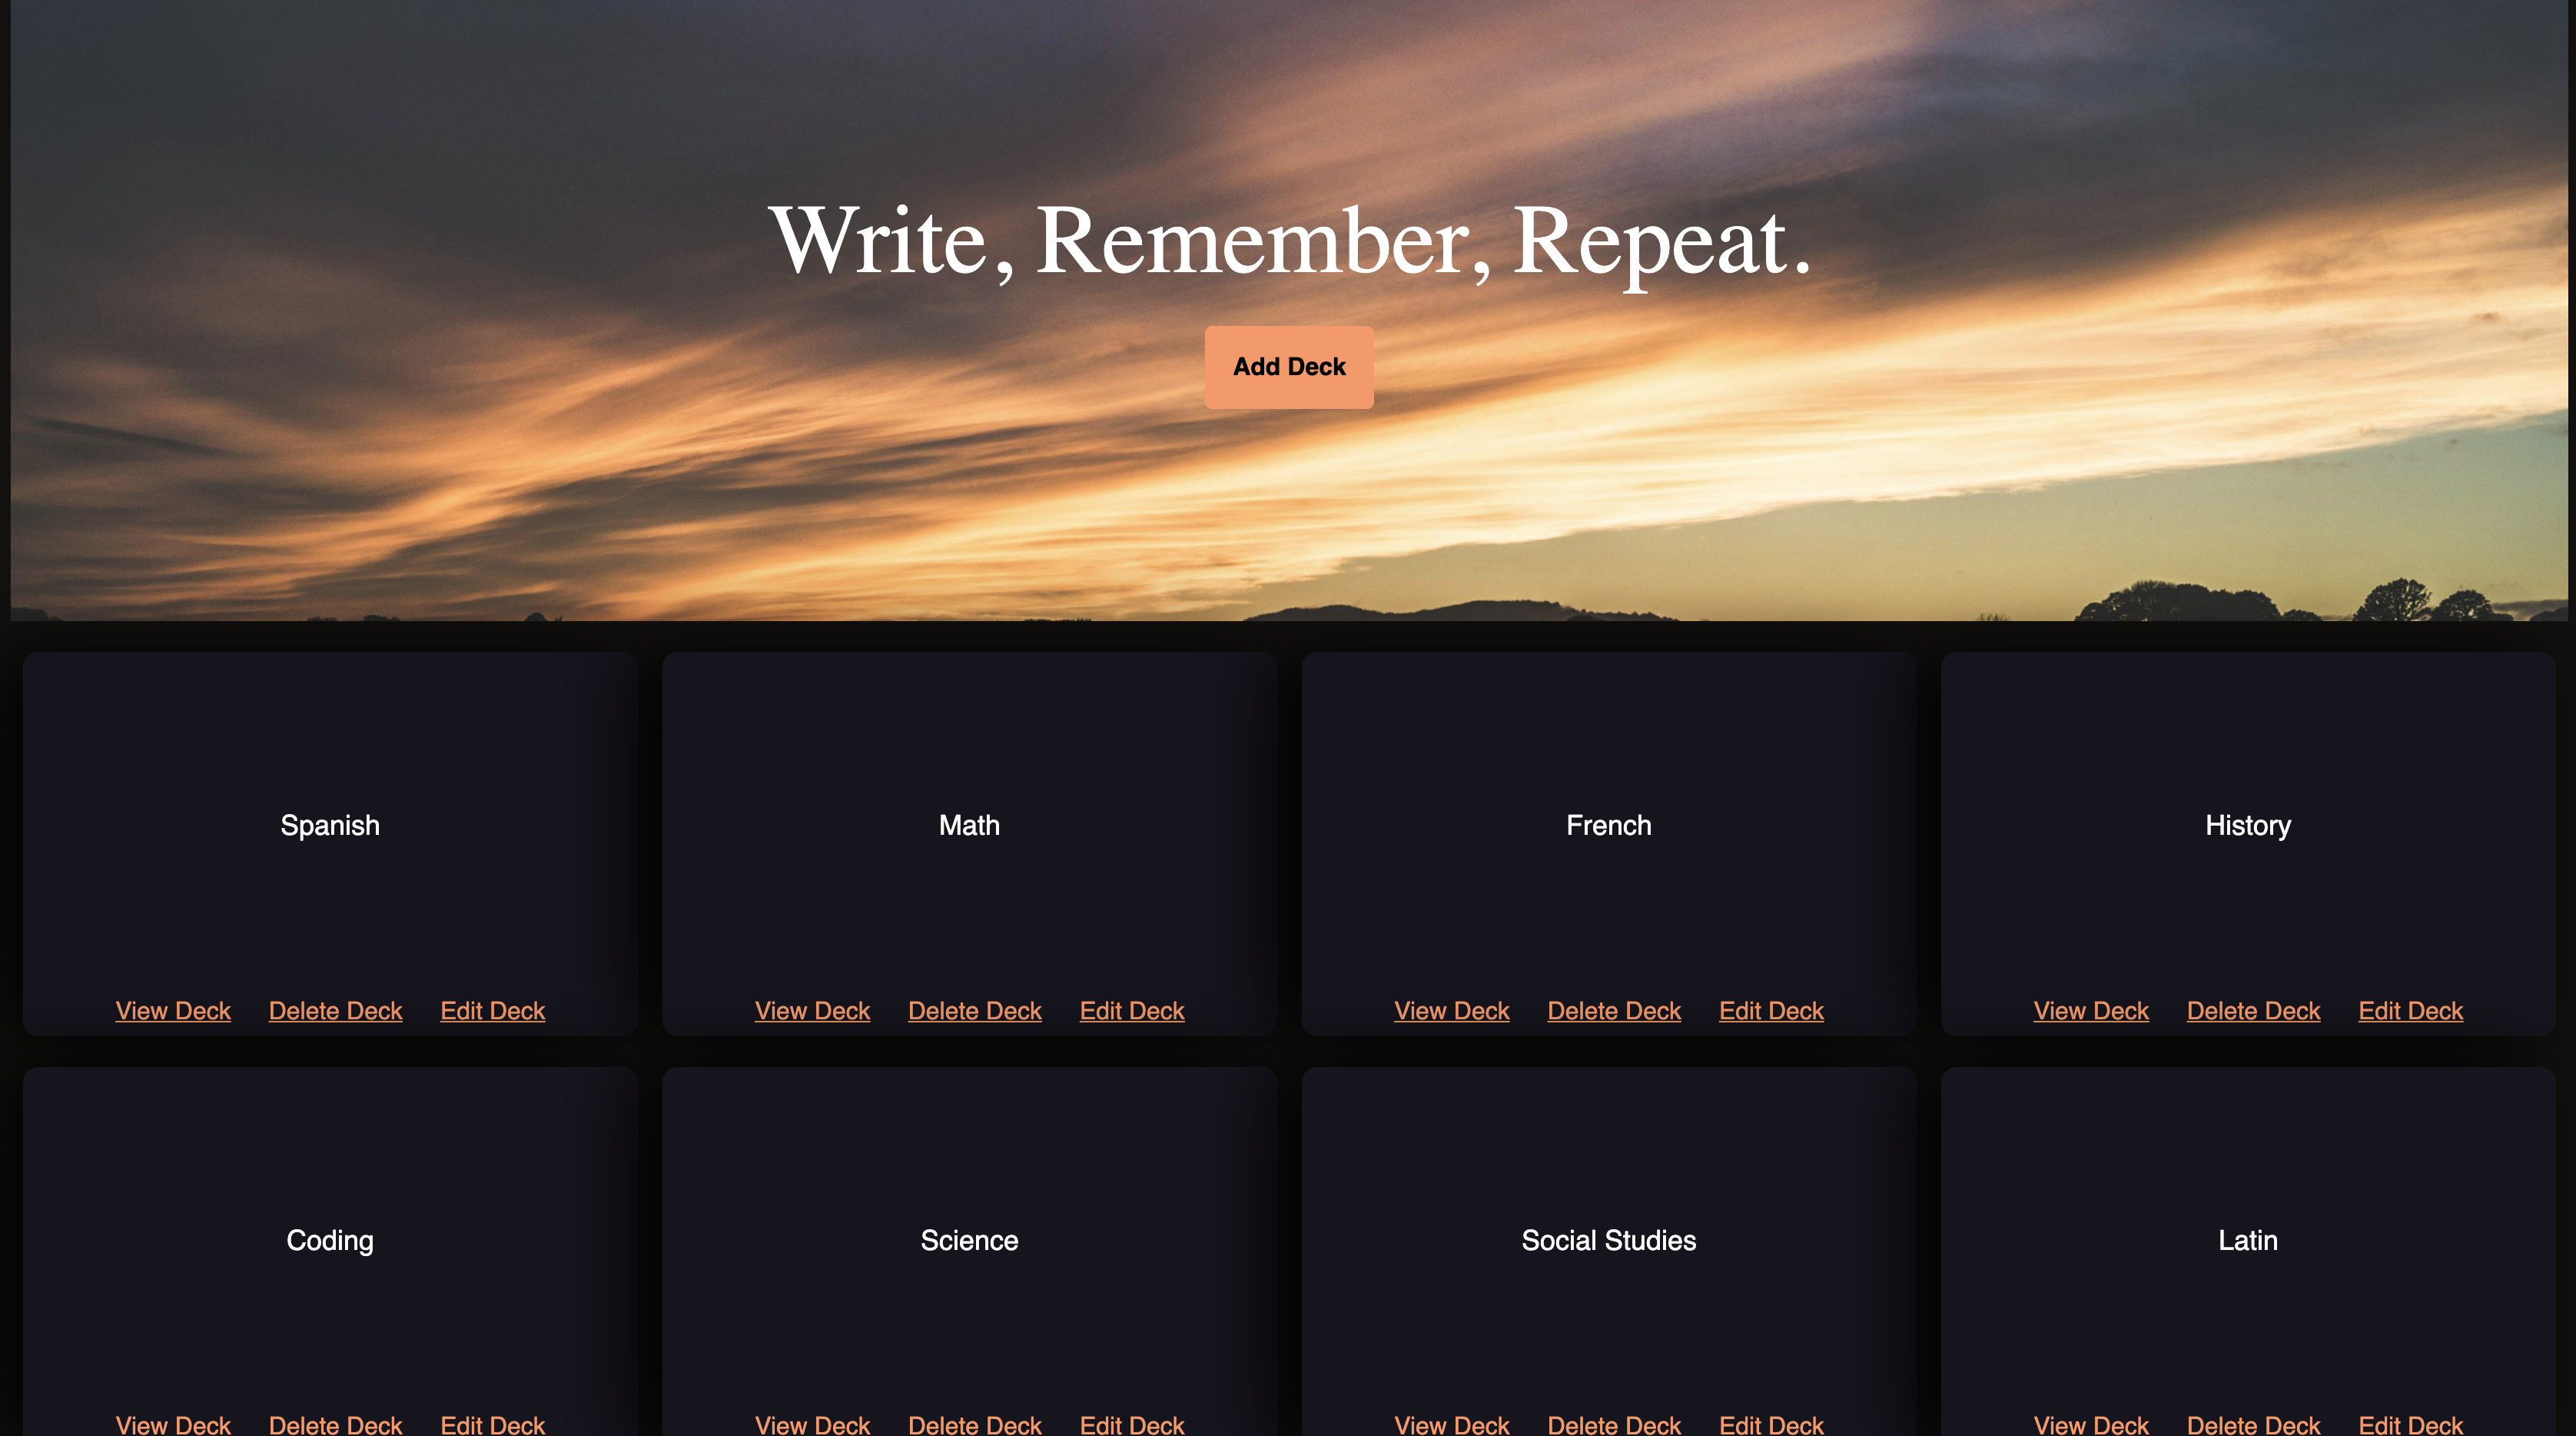 Write, Remember, Repeat.
Add Deck
Spanish Math French History
View Deck Delete Deck Edit Deck View Deck Delete Deck Edit Deck View Deck Delete Deck Edit Deck View Deck Delete Deck Edit Deck
Coding Science Social Studies Latin
View Deck Delete Deck Edit Deck View Deck Delete Deck Edit Deck View Deck Delete Deck Edit Deck View Deck Delete Deck Edit Deck